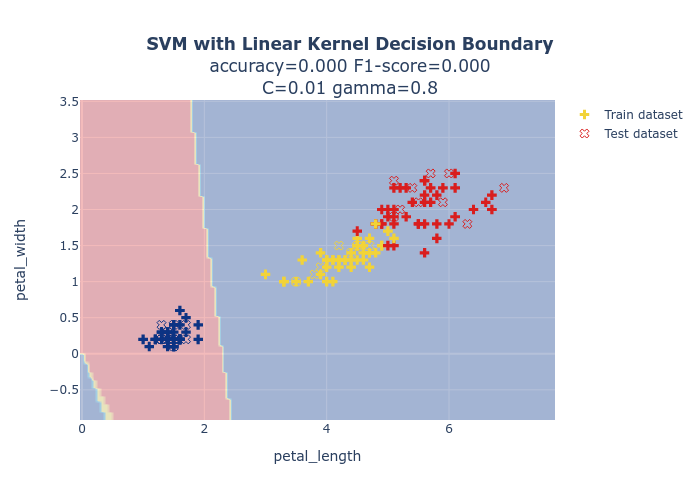 SVM with Linear Kernel Decision Boundary
accuracy=0.000 F1-score=0.000
C=0.01 gamma=0.8
3.5
3
2.5
2
1.5
1
0.5
0
−0.5
petal_width
0 2 4 6
petal_length
Train dataset
Test dataset